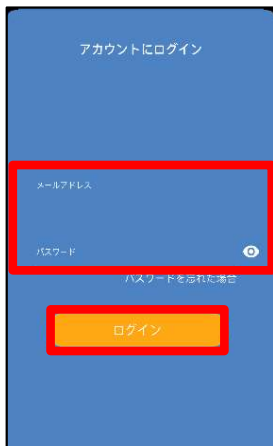 アカウントにログイン
メールアドレス
パスワード
パスワードを忘れた場合
ログイン